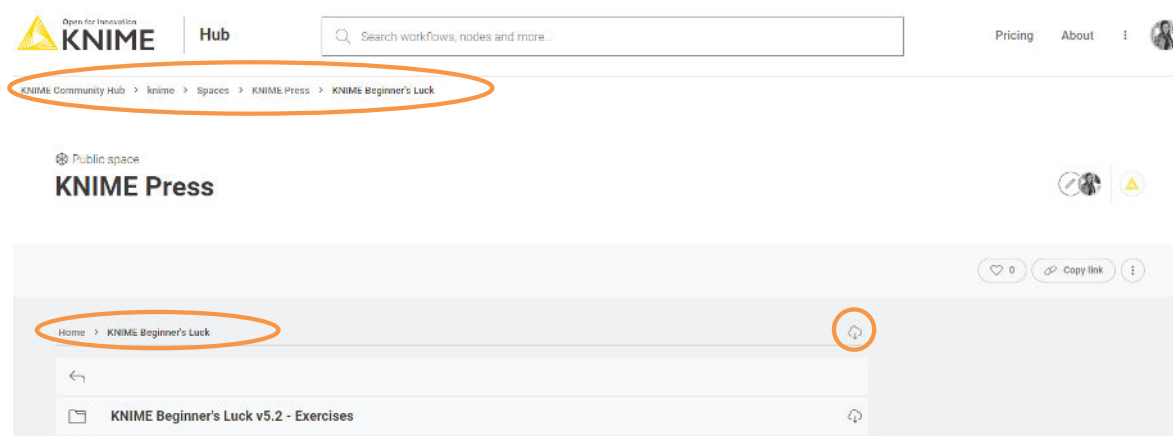 Open for Innovation
KNIME
Hub
Search workflows, nodes and more...
Pricing
About
KNIME Community Hub > knime > Spaces > KNIME Press > KNIME Beginner's Luck
Public space
KNIME Press
0
Copy link
Home > KNIME Beginner's Luck
KNIME Beginner's Luck v5.2 - Exercises